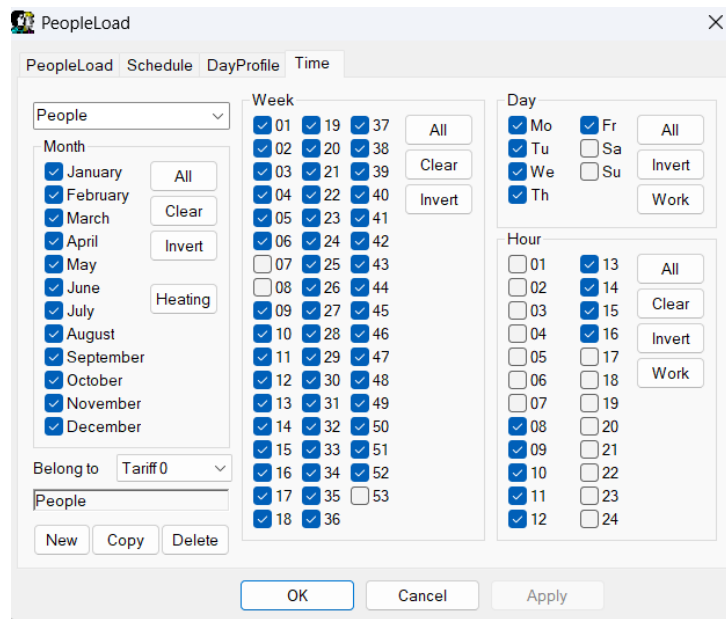 PeopleLoad
PeopleLoad Schedule DayProfile Time
People
Month
January
February
March
April
May
June
July
August
September
October
November
December
All
Clear
Invert
Heating
Belong to Tariff 0
People
New Copy Delete
Week
01 19 37
02 20 38
03 21 39
04 22 40
05 23 41
06 24 42
07 25 43
08 26 44
09 27 45
10 28 46
11 29 47
12 30 48
13 31 49
14 32 50
15 33 51
16 34 52
17 35 53
18 36
All
Clear
Invert
Day
Mo Fr
Tu Sa
We Su
Th
All
Invert
Work
Hour
01 13
02 14
03 15
04 16
05 17
06 18
07 19
08 20
09 21
10 22
11 23
12 24
All
Clear
Invert
Work
OK Cancel Apply